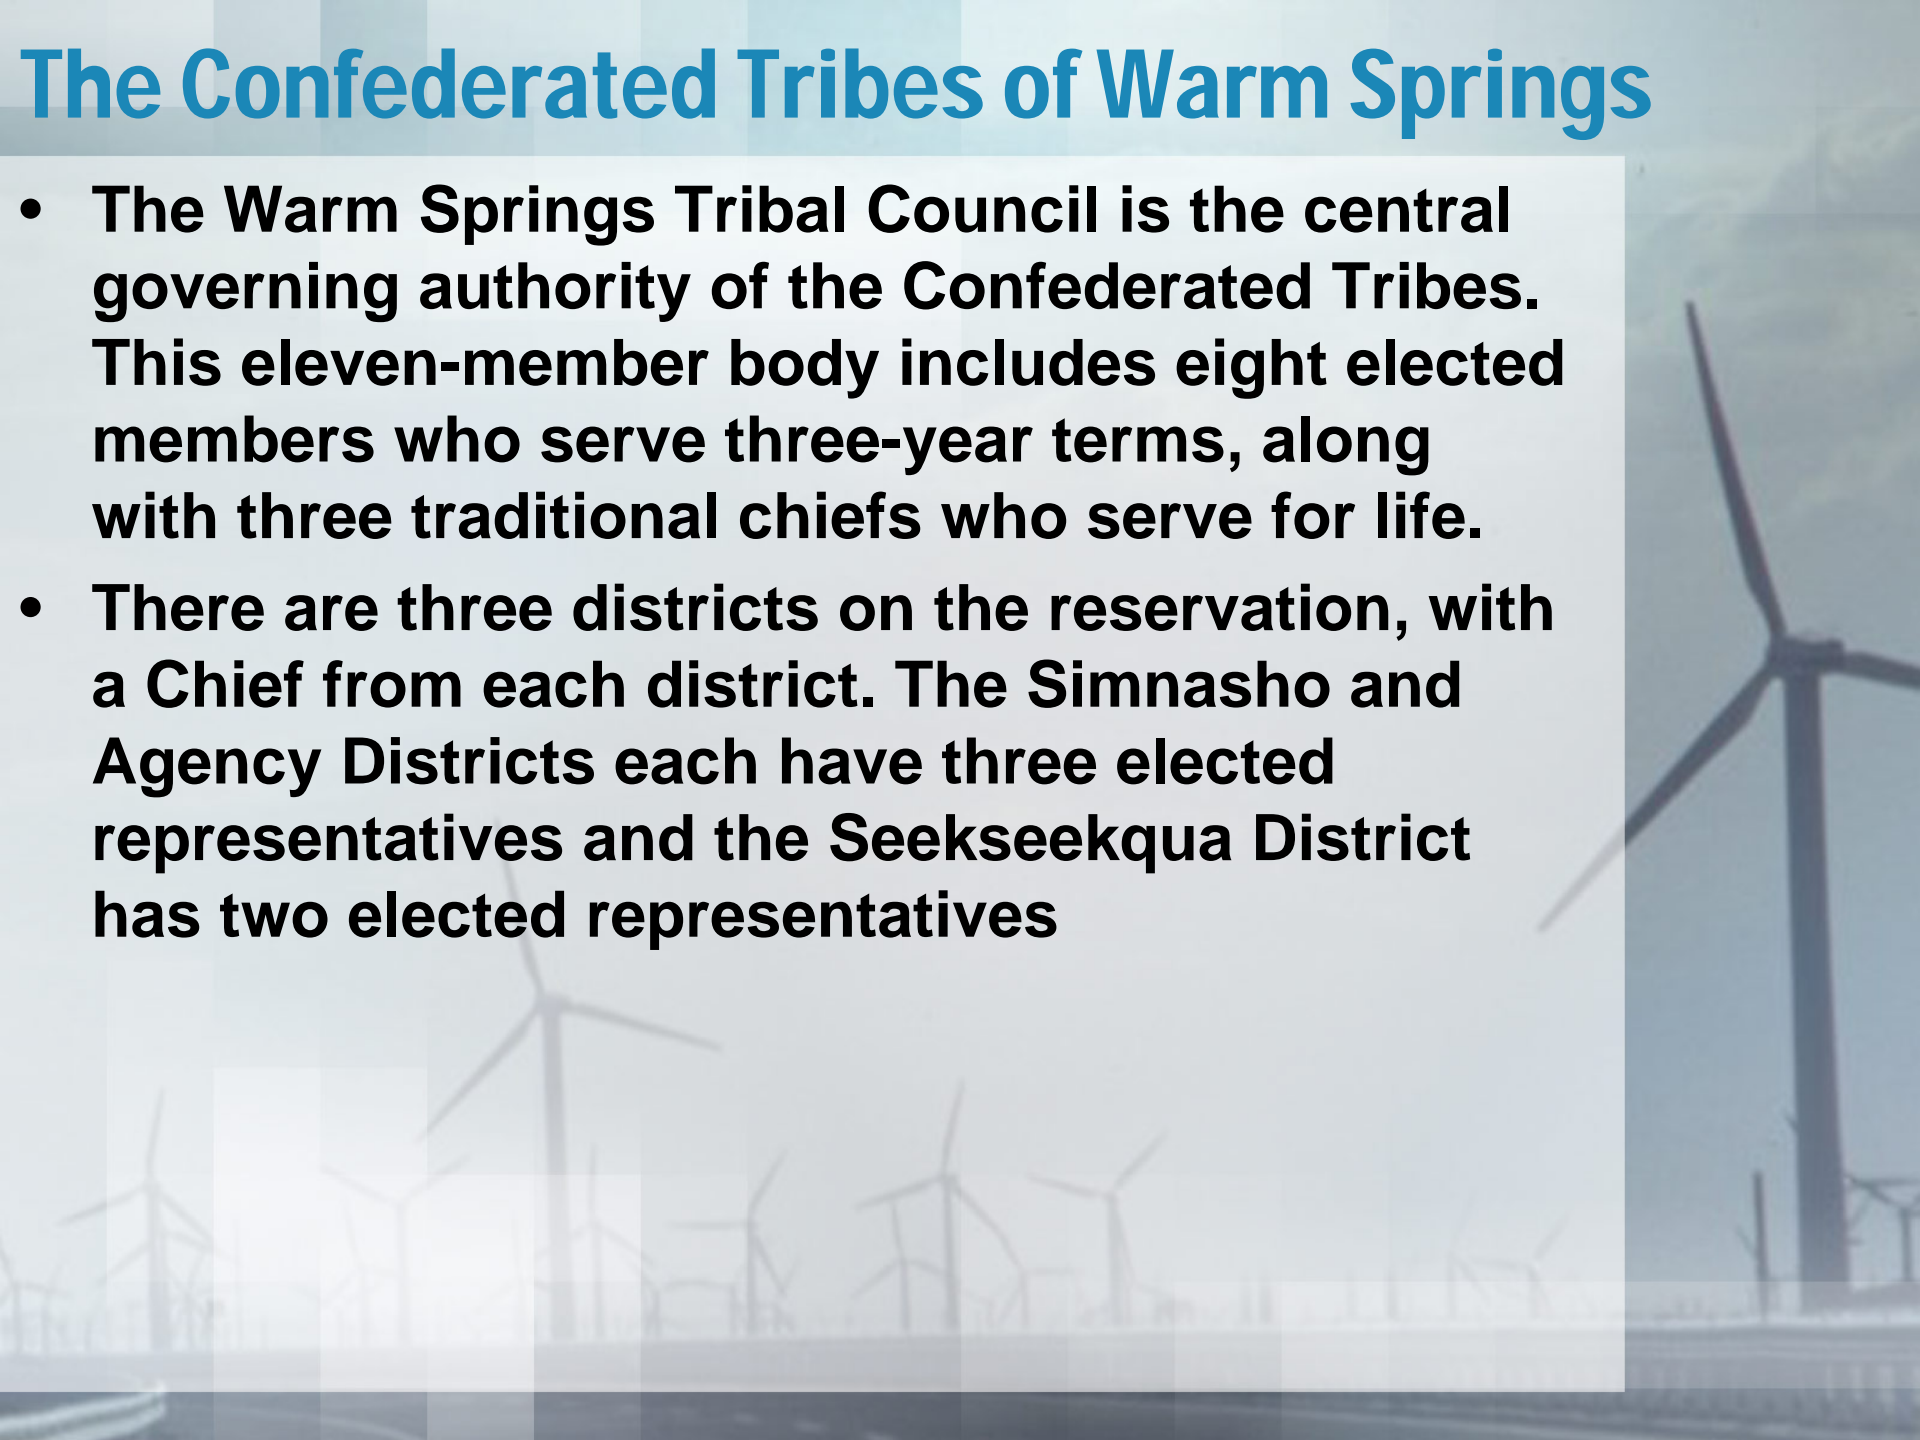 The Confederated Tribes of Warm Springs
• The Warm Springs Tribal Council is the central
governing authority of the Confederated Tribes.
This eleven-member body includes eight elected
members who serve three-year terms, along
with three traditional chiefs who serve for life.
• There are three districts on the reservation, with
a Chief from each district. The Simnasho and
Agency Districts each have three elected
representatives and the Seekseekqua District
has two elected representatives